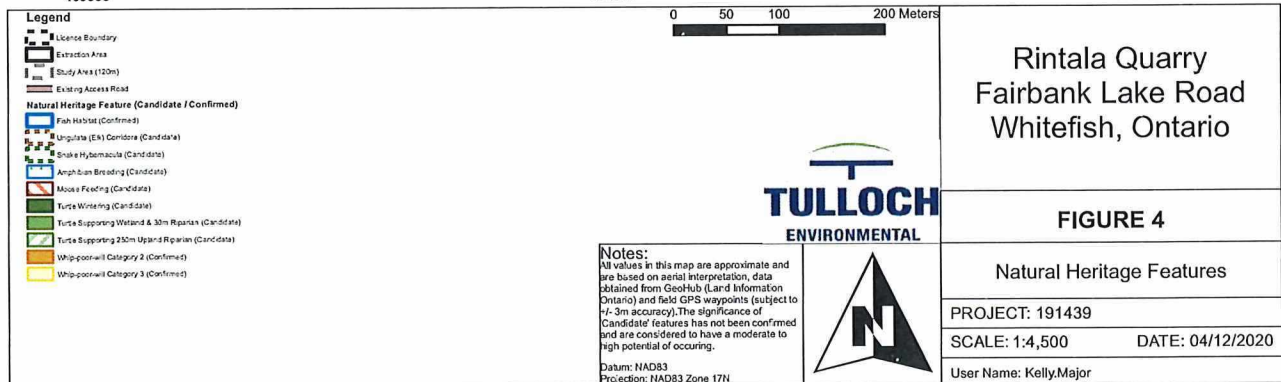 Legend
Licence Boundary
Extraction Area
Study Area (120m)
Existing Access Road
Natural Heritage Feature (Candidate / Confirmed)
Fish Habitat (Confirmed)
Ungulata (Elk) Corridors (Candidate)
Snake Hybernacula (Candidate)
Amphibian Breeding (Candidate)
Moose Feeding (Candidate)
Turtle Wintering (Candidate)
Turtle Supporting Wetland & 30m Riparian (Candidate)
Turtle Supporting 250m Upland Riparian (Candidate)
Whip-poor-will Category 2 (Confirmed)
Whip-poor-will Category 3 (Confirmed)
0 50 100 200 Meters
TULLOCH
ENVIRONMENTAL
Notes:
All values in this map are approximate and
are based on aerial interpretation, data
obtained from GeoHub (Land Information
Ontario) and field GPS waypoints (subject to
+/- 3m accuracy).The significance of
'Candidate' features has not been confirmed
and are considered to have a moderate to
high potential of occuring.
Datum: NAD83
Projection: NAD83 Zone 17N
N
Rintala Quarry
Fairbank Lake Road
Whitefish, Ontario
FIGURE 4
Natural Heritage Features
PROJECT: 191439
SCALE: 1:4,500 DATE: 04/12/2020
User Name: Kelly.Major